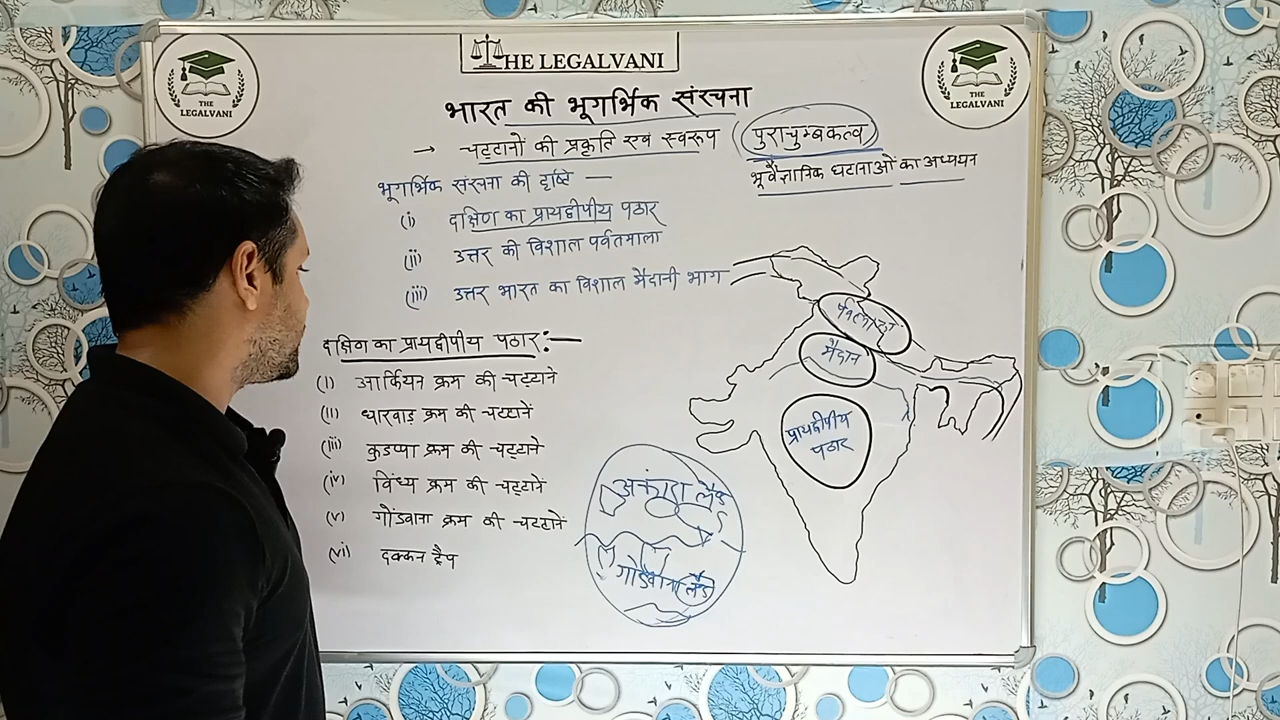 THE LEGALVANI
THE
LEGALVANI
THE
LEGALVANI
भारत की भूगर्भिक संरचना
→ चट्टानों की प्रकृति एवं स्वरूप (पुराचुम्बकत्व)
भूवैज्ञानिक घटानाओं का अध्ययन
भूगर्भिक संरचना की दृष्टि —
(i) दक्षिण का प्रायद्वीपीय पठार
(ii) उत्तर की विशाल पर्वतमाला
(iii) उत्तर भारत का विशाल मैदानी भाग
दक्षिण का प्रायद्वीपीय पठार:—
(i) आर्कियन क्रम की चट्टाने
(ii) धारवाड़ क्रम की चट्टानें
(iii) कुडप्पा क्रम की चट्टाने
(iv) विंध्य क्रम की चट्टाने
(v) गोंडवाना क्रम की चट्टानें
(vi) दक्कन ट्रैप
मैदान
प्रायद्वीपीय
पठार
अंकारा लैंड
गोंडवाना लैंड